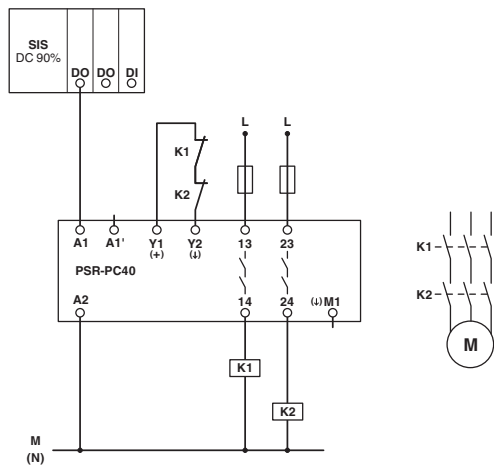 SIS
DC 90%
DO DO DI
L L
K1
K2
A1 A1' Y1 Y2 13 23
(+) (↓)
PSR-PC40
A2 14 24 (↓) M1
K1
K2
M
(N)
K1
K2
M